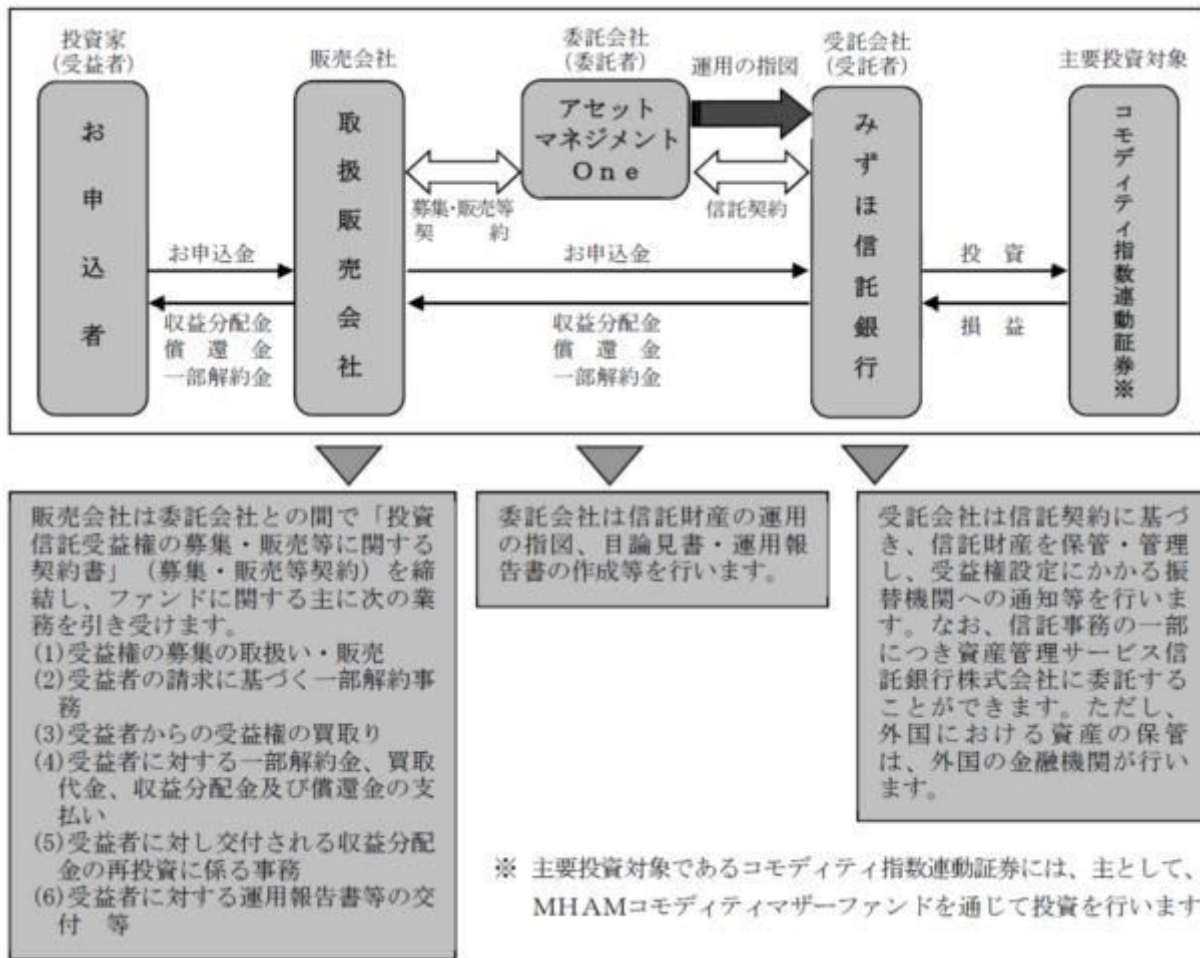 投資家
(受益者)
お申込者
販売会社
取扱販売会社
委託会社
(委託者)
アセット
マネジメント
One
運用の指図
受託会社
(受託者)
みずほ信託銀行
主要投資対象
コモディティ指数連動証券※
募集・販売等
契　約
信託契約
お申込金
収益分配金
償　還　金
一部解約金
お申込金
収益分配金
償　還　金
一部解約金
投　資
損　益
販売会社は委託会社との間で「投資
信託受益権の募集・販売等に関する
契約書」（募集・販売等契約）を締
結し、ファンドに関する主に次の業
務を引き受けます。
(1)受益権の募集の取扱い・販売
(2)受益者の請求に基づく一部解約事
務
(3)受益者からの受益権の買取り
(4)受益者に対する一部解約金、買取
代金、収益分配金及び償還金の支
払い
(5)受益者に対し交付される収益分配
金の再投資に係る事務
(6)受益者に対する運用報告書等の交
付　等
委託会社は信託財産の運用
の指図、目論見書・運用報
告書の作成等を行います。
受託会社は信託契約に基づ
き、信託財産を保管・管理
し、受益権設定にかかる振
替機関への通知等を行いま
す。なお、信託事務の一部
につき資産管理サービス信
託銀行株式会社に委託する
ことができます。ただし、
外国における資産の保管
は、外国の金融機関が行い
ます。
※ 主要投資対象であるコモディティ指数連動証券には、主として、
MHAMコモディティマザーファンドを通じて投資を行います